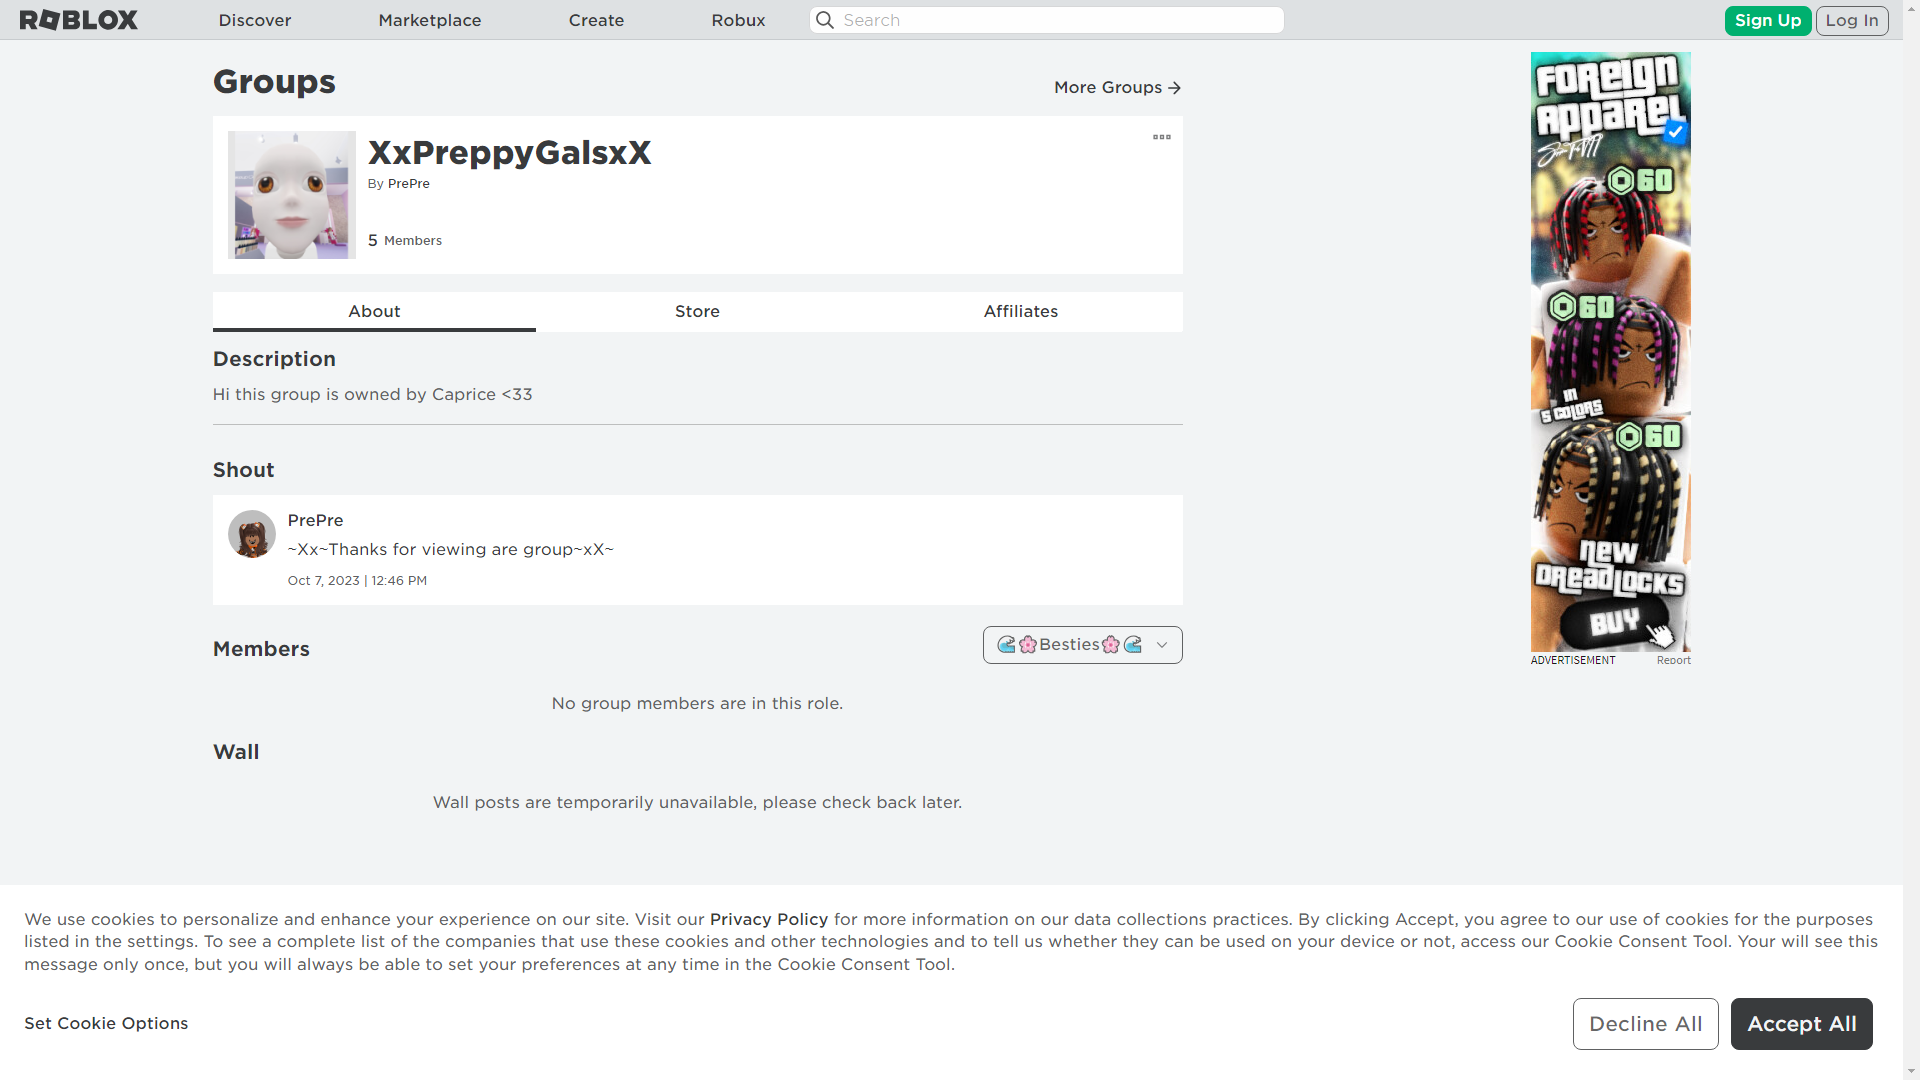 ROBLOX
Discover
Marketplace
Create
Robux
Search
Sign Up
Log In
Groups
More Groups
XxPreppyGalsxX
By PrePre
5 Members
About
Store
Affiliates
Description
Hi this group is owned by Caprice <33
Shout
PrePre
~Xx~Thanks for viewing are group~xX~
Oct 7, 2023 | 12:46 PM
Members
🌊🌸Besties🌸🌊
No group members are in this role.
Wall
Wall posts are temporarily unavailable, please check back later.
Foreign
Apparel
60
60
in
5 colors
60
new
Dreadlocks
BUY
ADVERTISEMENT
Report
We use cookies to personalize and enhance your experience on our site. Visit our Privacy Policy for more information on our data collections practices. By clicking Accept, you agree to our use of cookies for the purposes
listed in the settings. To see a complete list of the companies that use these cookies and other technologies and to tell us whether they can be used on your device or not, access our Cookie Consent Tool. Your will see this
message only once, but you will always be able to set your preferences at any time in the Cookie Consent Tool.
Set Cookie Options
Decline All
Accept All